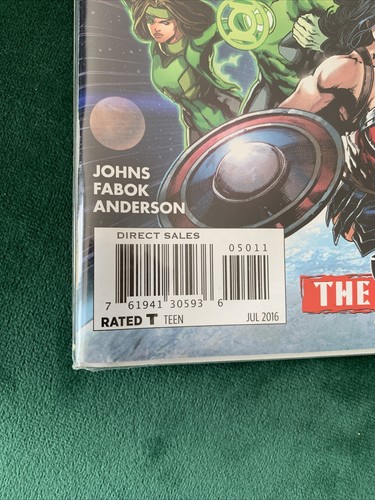 JOHNS
FABOK
ANDERSON
DIRECT SALES
05011
7 61941 30593 6
RATED T TEEN JUL 2016
THE